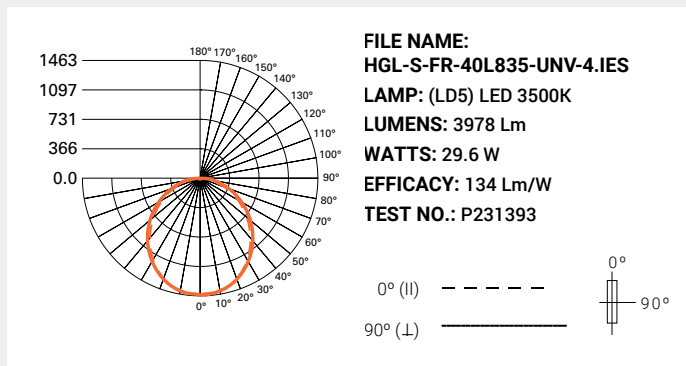 1463
1097
731
366
0.0
180° 170° 160°
150°
140°
130°
120°
110°
100°
90°
80°
70°
60°
50°
40°
30°
20°
10°
0°
FILE NAME:
HGL-S-FR-40L835-UNV-4.IES
LAMP: (LD5) LED 3500K
LUMENS: 3978 Lm
WATTS: 29.6 W
EFFICACY: 134 Lm/W
TEST NO.: P231393
0° (II)
90° (⊥)
0°
90°